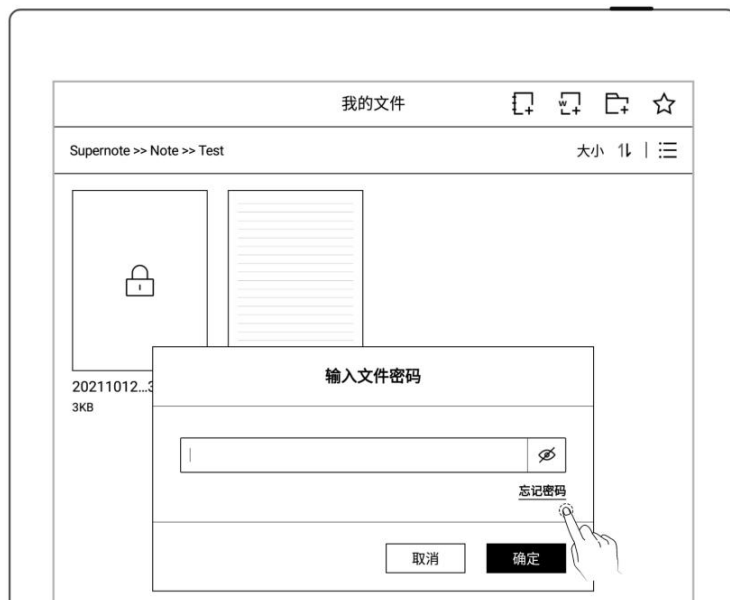 我的文件
Supernote >> Note >> Test
大小
20211012...3
3KB
输入文件密码
忘记密码
取消
确定